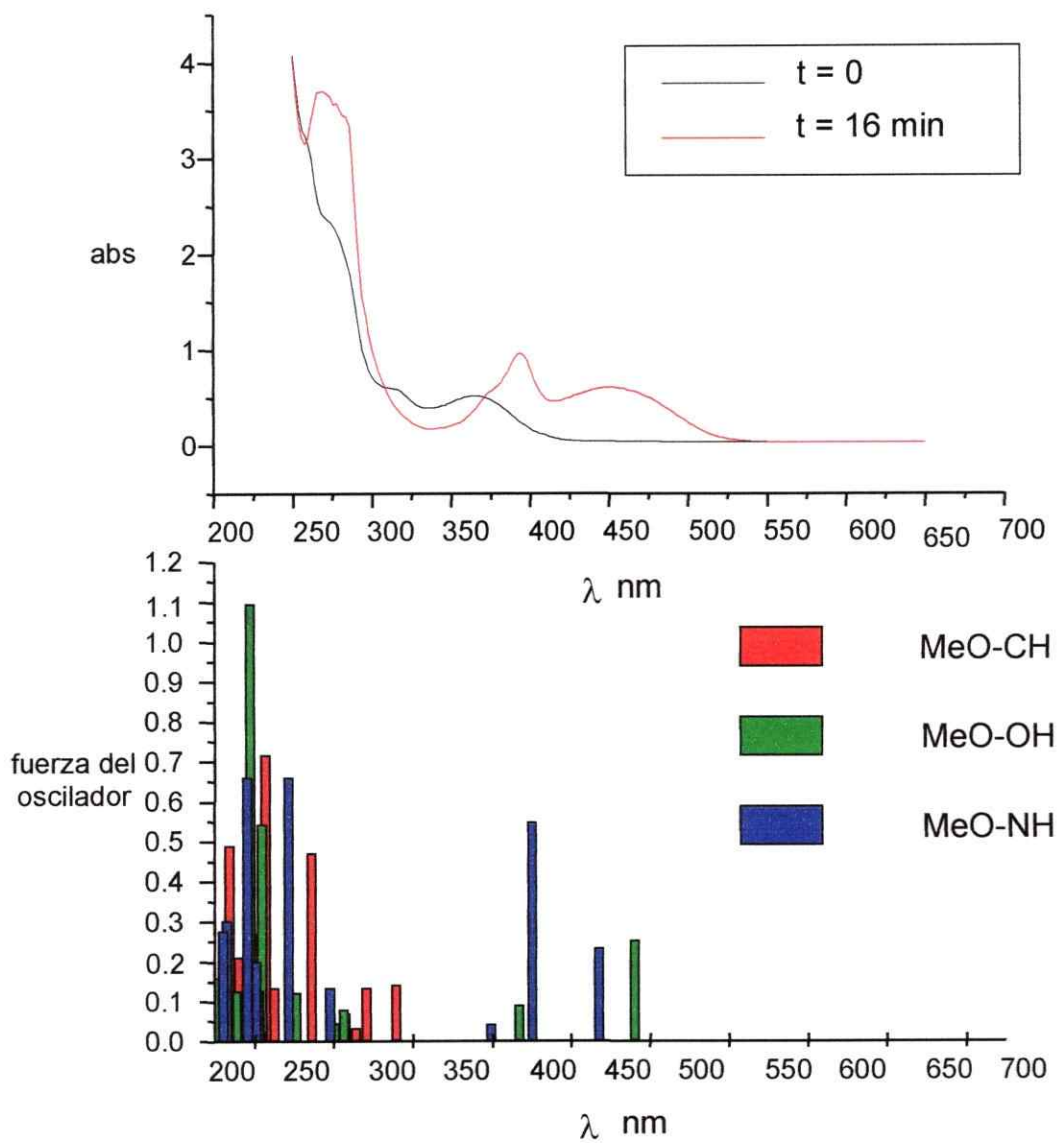 t = 0
t = 16 min
4
3
abs
2
1
0
200 250 300 350 400 450 500 550 600 650 700
λ nm
1.2
1.1
1.0
0.9
0.8
0.7
fuerza del
oscilador
0.6
0.5
0.4
0.3
0.2
0.1
0.0
MeO-CH
MeO-OH
MeO-NH
200 250 300 350 400 450 500 550 600 650 700
λ nm